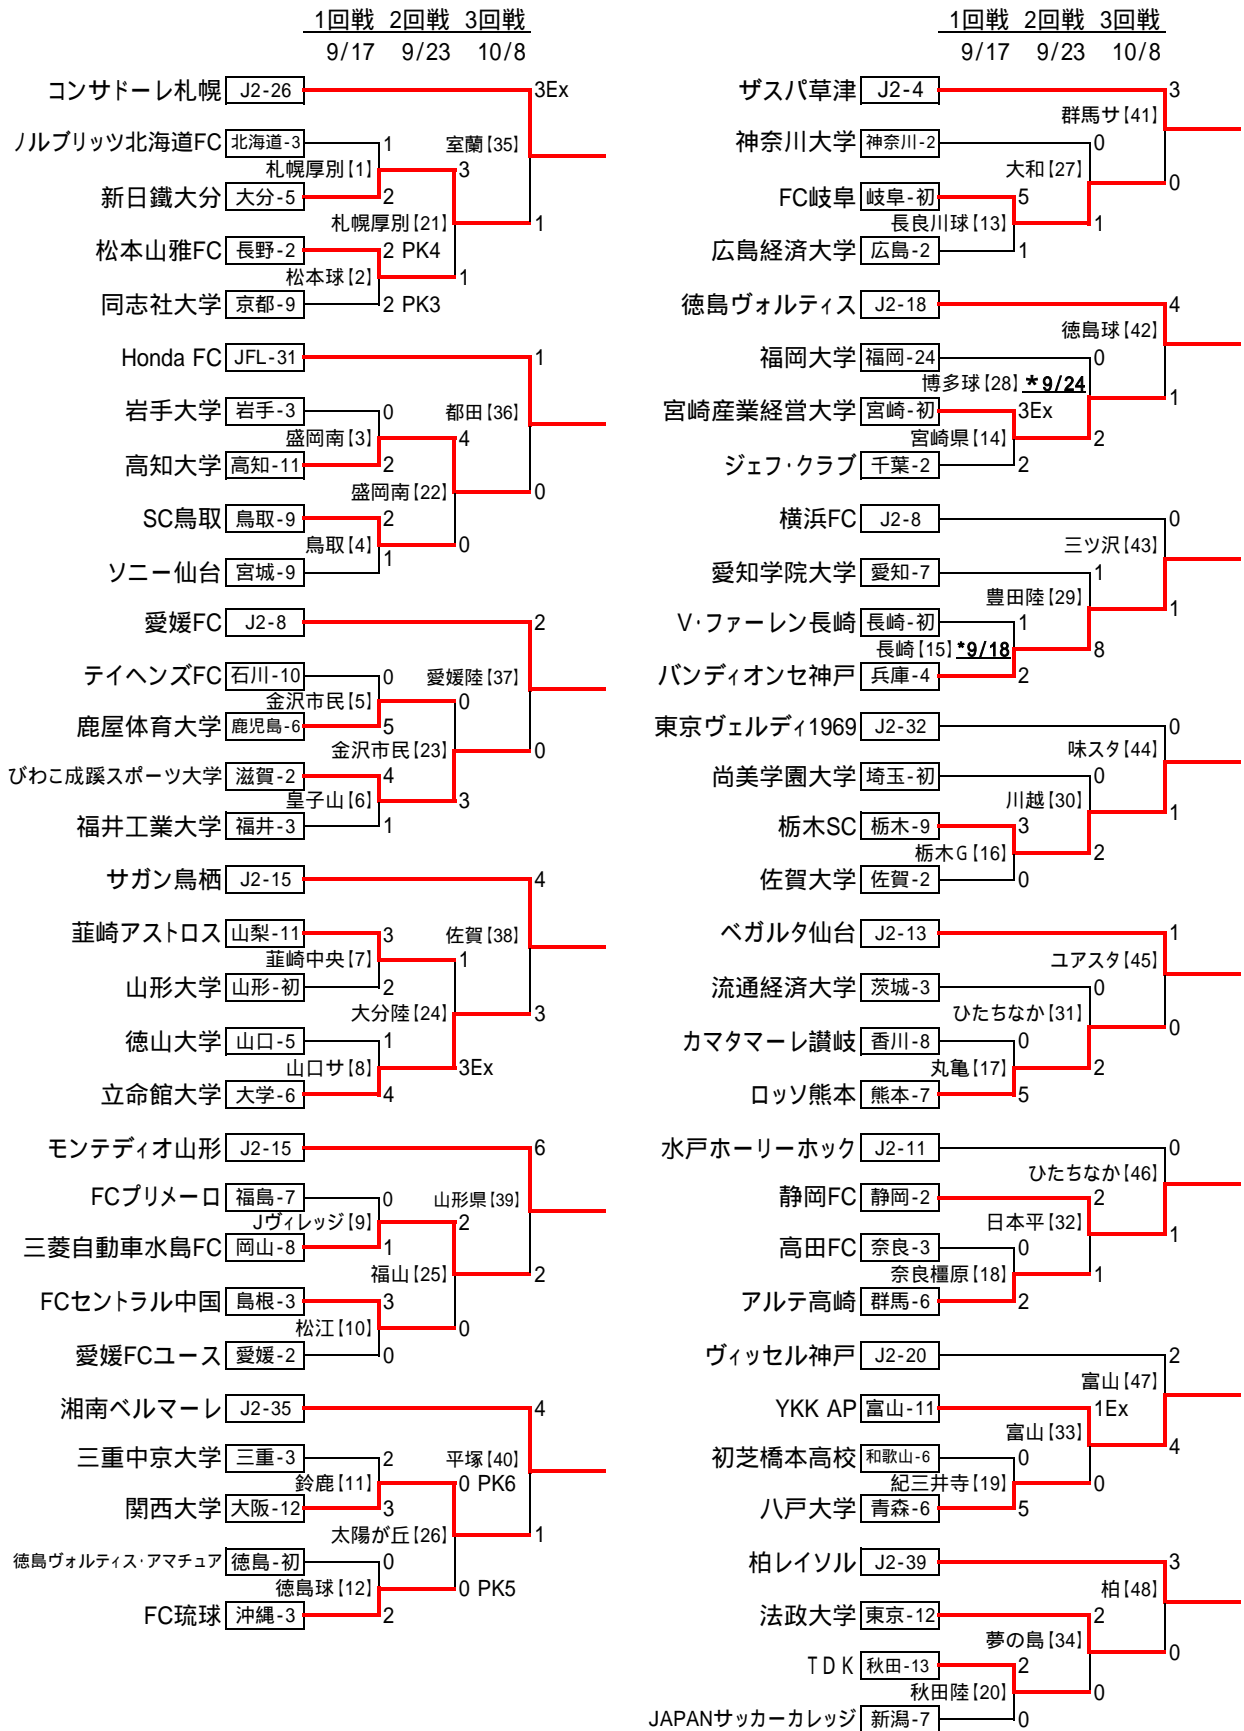 1回戦 2回戦 3回戦
9/17 9/23 10/8
コンサドーレ札幌 J2-26 3Ex
ノルブリッツ北海道FC 北海道-3 1 室蘭【35】
札幌厚別【1】 3
新日鐵大分 大分-5 2
札幌厚別【21】 1
松本山雅FC 長野-2 2 PK4
松本球【2】 1
同志社大学 京都-9 2 PK3
Honda FC JFL-31 1
岩手大学 岩手-3 0 都田【36】
盛岡南【3】 4
高知大学 高知-11 2
盛岡南【22】 0
SC鳥取 鳥取-9 2
鳥取【4】 0
ソニー仙台 宮城-9 1
愛媛FC J2-8 2
テイヘンズFC 石川-10 0 愛媛陸【37】
金沢市民【5】 0
鹿屋体育大学 鹿児島-6 5
金沢市民【23】 0
びわこ成蹊スポーツ大学 滋賀-2 4
皇子山【6】 3
福井工業大学 福井-3 1
サガン鳥栖 J2-15 4
韮崎アストロス 山梨-11 3 佐賀【38】
韮崎中央【7】 1
山形大学 山形-初 2
大分陸【24】 3
徳山大学 山口-5 1
山口サ【8】 3Ex
立命館大学 大学-6 4
モンテディオ山形 J2-15 6
FCプリメーロ 福島-7 0 山形県【39】
Jヴィレッジ【9】 2
三菱自動車水島FC 岡山-8 1
福山【25】 2
FCセントラル中国 島根-3 3
松江【10】 0
愛媛FCユース 愛媛-2 0
湘南ベルマーレ J2-35 4
三重中京大学 三重-3 2 平塚【40】
鈴鹿【11】 0 PK6
関西大学 大阪-12 3
太陽が丘【26】 1
徳島ヴォルティス・アマチュア 徳島-初 0
徳島球【12】 0 PK5
FC琉球 沖縄-3 2
1回戦 2回戦 3回戦
9/17 9/23 10/8
ザスパ草津 J2-4 3
群馬サ【41】
神奈川大学 神奈川-2 0
大和【27】 0
FC岐阜 岐阜-初 5
長良川球【13】 1
広島経済大学 広島-2 1
徳島ヴォルティス J2-18 4
徳島球【42】
福岡大学 福岡-24 0
博多球【28】 *9/24 1
宮崎産業経営大学 宮崎-初 3Ex
宮崎県【14】 2
ジェフ・クラブ 千葉-2 2
横浜FC J2-8 0
三ツ沢【43】
愛知学院大学 愛知-7 1
豊田陸【29】 1
V・ファーレン長崎 長崎-初 1
長崎【15】 *9/18 8
バンディオンセ神戸 兵庫-4 2
東京ヴェルディ1969 J2-32 0
味スタ【44】
尚美学園大学 埼玉-初 0
川越【30】 1
栃木SC 栃木-9 3
栃木G【16】 2
佐賀大学 佐賀-2 0
ベガルタ仙台 J2-13 1
ユアスタ【45】
流通経済大学 茨城-3 0
ひたちなか【31】 0
カマタマーレ讃岐 香川-8 0
丸亀【17】 2
ロッソ熊本 熊本-7 5
水戸ホーリーホック J2-11 0
ひたちなか【46】
静岡FC 静岡-2 2
日本平【32】 1
高田FC 奈良-3 0
奈良橿原【18】 1
アルテ高崎 群馬-6 2
ヴィッセル神戸 J2-20 2
富山【47】
YKK AP 富山-11 1Ex
富山【33】 4
初芝橋本高校 和歌山-6 0
紀三井寺【19】 0
八戸大学 青森-6 5
柏レイソル J2-39 3
柏【48】
法政大学 東京-12 2
夢の島【34】 0
TDK 秋田-13 2
秋田陸【20】 0
JAPANサッカーカレッジ 新潟-7 0